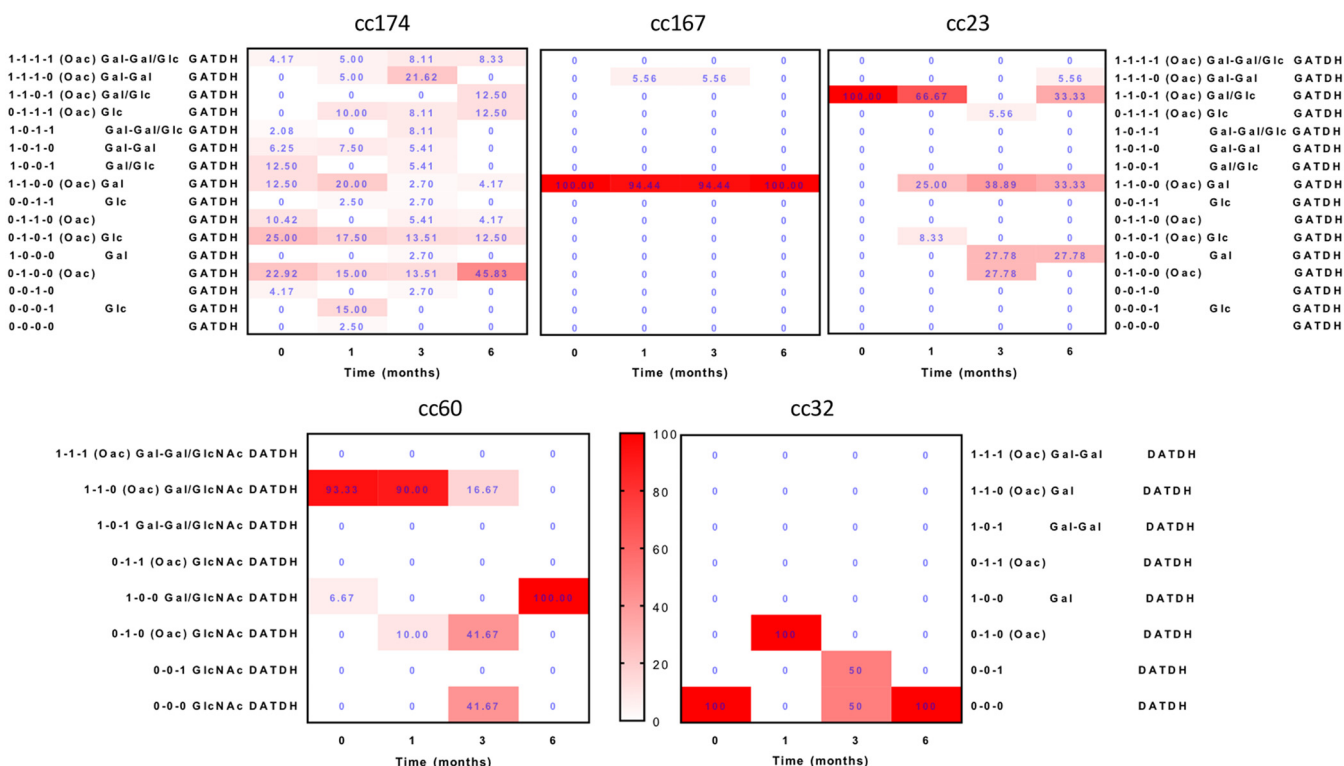 cc174 cc167 cc23
1-1-1-1 (Oac) Gal-Gal/Glc GATDH 4.17 5.00 8.11 8.33 0 0 0 0 0 0 0 0 1-1-1-1 (Oac) Gal-Gal/Glc GATDH
1-1-1-0 (Oac) Gal-Gal GATDH 0 5.00 21.62 0 0 5.56 5.56 0 0 0 0 5.56 1-1-1-0 (Oac) Gal-Gal GATDH
1-1-0-1 (Oac) Gal/Glc GATDH 0 0 0 12.50 0 0 0 0 100.00 66.67 0 33.33 1-1-0-1 (Oac) Gal/Glc GATDH
0-1-1-1 (Oac) Glc GATDH 0 10.00 8.11 12.50 0 0 0 0 0 0 5.56 0 0-1-1-1 (Oac) Glc GATDH
1-0-1-1 Gal-Gal/Glc GATDH 2.08 0 8.11 0 0 0 0 0 0 0 0 0 1-0-1-1 Gal-Gal/Glc GATDH
1-0-1-0 Gal-Gal GATDH 6.25 7.50 5.41 0 0 0 0 0 0 0 0 0 1-0-1-0 Gal-Gal GATDH
1-0-0-1 Gal/Glc GATDH 12.50 0 5.41 0 0 0 0 0 0 0 0 0 1-0-0-1 Gal/Glc GATDH
1-1-0-0 (Oac) Gal GATDH 12.50 20.00 2.70 4.17 100.00 94.44 94.44 100.00 0 25.00 38.89 33.33 1-1-0-0 (Oac) Gal GATDH
0-0-1-1 Glc GATDH 0 2.50 2.70 0 0 0 0 0 0 0 0 0 0-0-1-1 Glc GATDH
0-1-1-0 (Oac) GATDH 10.42 0 5.41 4.17 0 0 0 0 0 0 0 0 0-1-1-0 (Oac) GATDH
0-1-0-1 (Oac) Glc GATDH 25.00 17.50 13.51 12.50 0 0 0 0 0 8.33 0 0 0-1-0-1 (Oac) Glc GATDH
1-0-0-0 Gal GATDH 0 0 2.70 0 0 0 0 0 0 0 27.78 27.78 1-0-0-0 Gal GATDH
0-1-0-0 (Oac) GATDH 22.92 15.00 13.51 45.83 0 0 0 0 0 0 27.78 0 0-1-0-0 (Oac) GATDH
0-0-1-0 GATDH 4.17 0 2.70 0 0 0 0 0 0 0 0 0 0-0-1-0 GATDH
0-0-0-1 Glc GATDH 0 15.00 0 0 0 0 0 0 0 0 0 0 0-0-0-1 Glc GATDH
0-0-0-0 GATDH 0 2.50 0 0 0 0 0 0 0 0 0 0 0-0-0-0 GATDH
0 1 3 6 0 1 3 6 0 1 3 6
Time (months) Time (months) Time (months)
cc60 cc32
100
80
60
40
20
0
1-1-1 (Oac) Gal-Gal/GlcNAc DATDH 0 0 0 0 0 0 0 0 1-1-1 (Oac) Gal-Gal DATDH
1-1-0 (Oac) Gal/GlcNAc DATDH 93.33 90.00 16.67 0 0 0 0 0 1-1-0 (Oac) Gal DATDH
1-0-1 Gal-Gal/GlcNAc DATDH 0 0 0 0 0 0 0 0 1-0-1 Gal-Gal DATDH
0-1-1 (Oac) GlcNAc DATDH 0 0 0 0 0 0 0 0 0-1-1 (Oac) DATDH
1-0-0 Gal/GlcNAc DATDH 6.67 0 0 100.00 0 0 0 0 1-0-0 Gal DATDH
0-1-0 (Oac) GlcNAc DATDH 0 10.00 41.67 0 0 100 0 0 0-1-0 (Oac) DATDH
0-0-1 GlcNAc DATDH 0 0 0 0 0 0 50 0 0-0-1 DATDH
0-0-0 GlcNAc DATDH 0 0 41.67 0 100 0 50 100 0-0-0 DATDH
0 1 3 6 0 1 3 6
Time (months) Time (months)